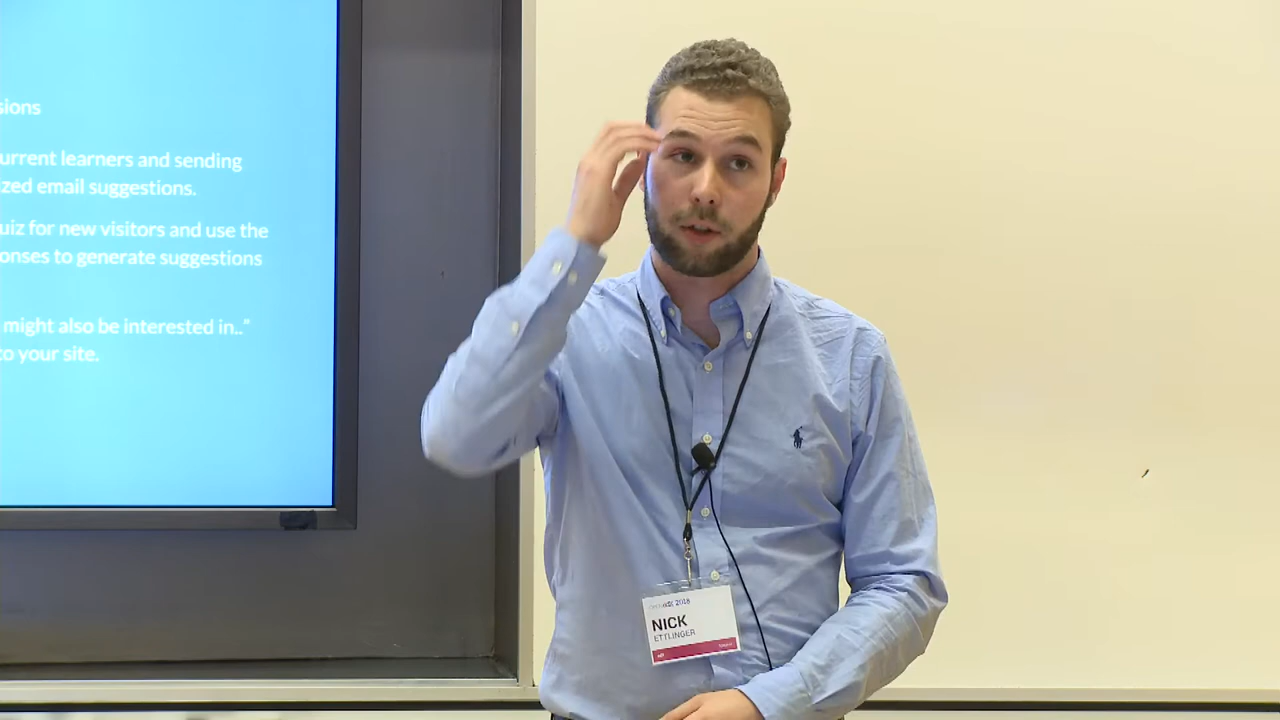 sions
urrent learners and sending
ized email suggestions.
uiz for new visitors and use the
onses to generate suggestions
might also be interested in.."
to your site.
2018
NICK
ETTLINGER